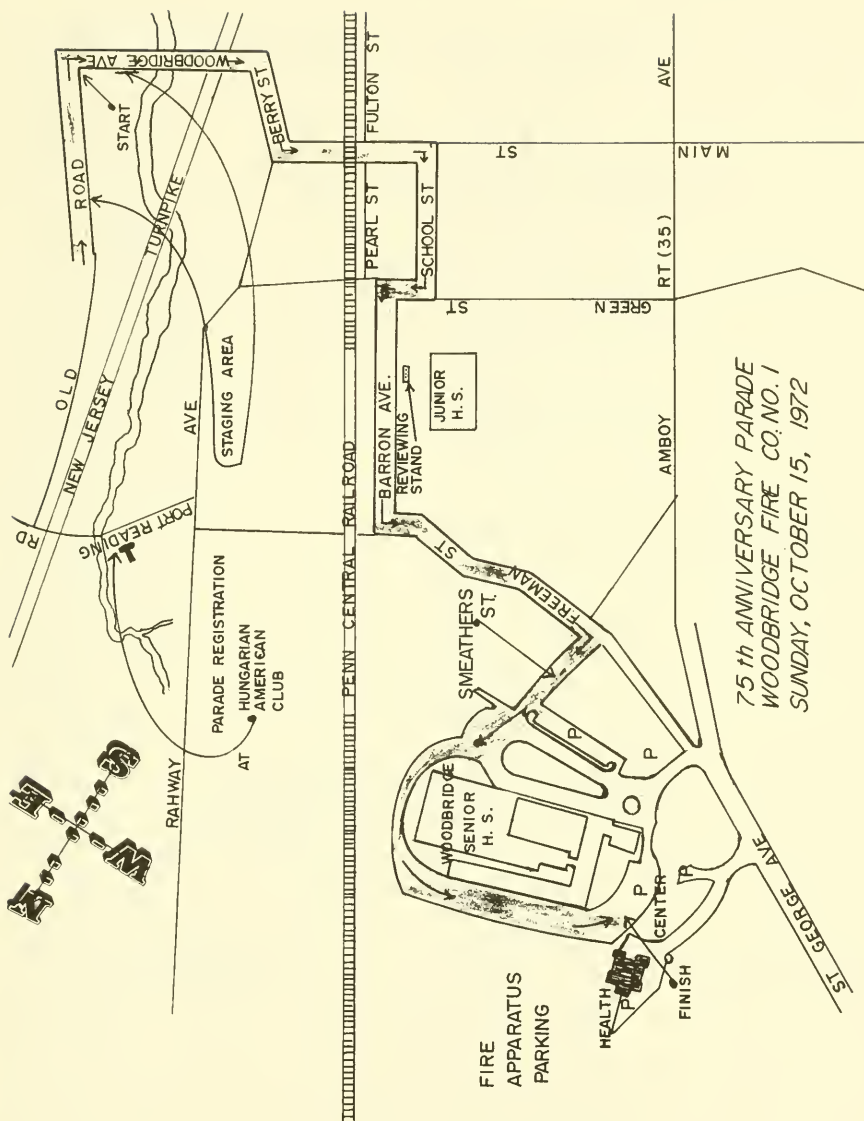 WOODBRIDGE AVE
START
ROAD
OLD
NEW JERSEY
TURNPIKE
BERRY ST
FULTON ST
PEARL ST
SCHOOL ST
MAIN
ST
AVE
RT (35)
GREEN
ST
STAGING AREA
AVE
PORT READING
RD
BARRON AVE.
REVIEWING
STAND
JUNIOR
H. S.
AMBOY
PENN CENTRAL RAILROAD
PARADE REGISTRATION
AT
HUNGARIAN
AMERICAN
CLUB
RAHWAY
N
E
S
W
FREEMAN
ST
SMEATHERS
ST.
WOODBRIDGE
SENIOR
H. S.
P
P
P
P
P
HEALTH
CENTER
FINISH
ST GEORGE AVE
FIRE
APPARATUS
PARKING
75 th ANNIVERSARY PARADE
WOODBRIDGE FIRE CO. NO. 1
SUNDAY, OCTOBER 15, 1972